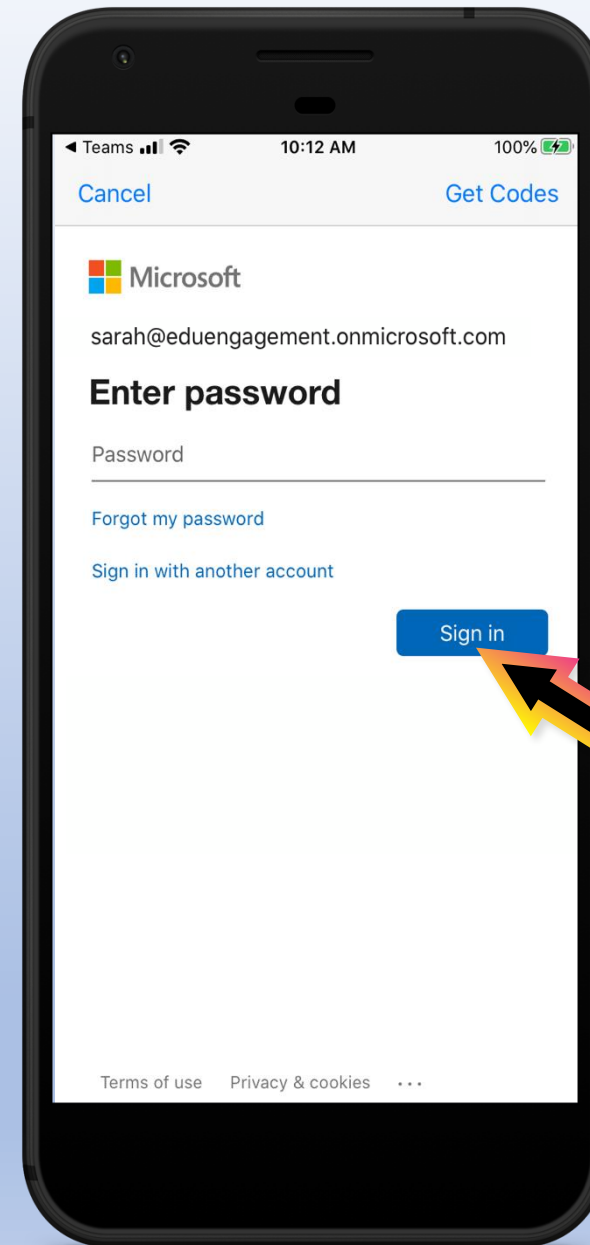 ◄ Teams 10:12 AM 100%
Cancel Get Codes
Microsoft
sarah@eduengagement.onmicrosoft.com
Enter password
Password
Forgot my password
Sign in with another account
Sign in
Terms of use Privacy & cookies ...